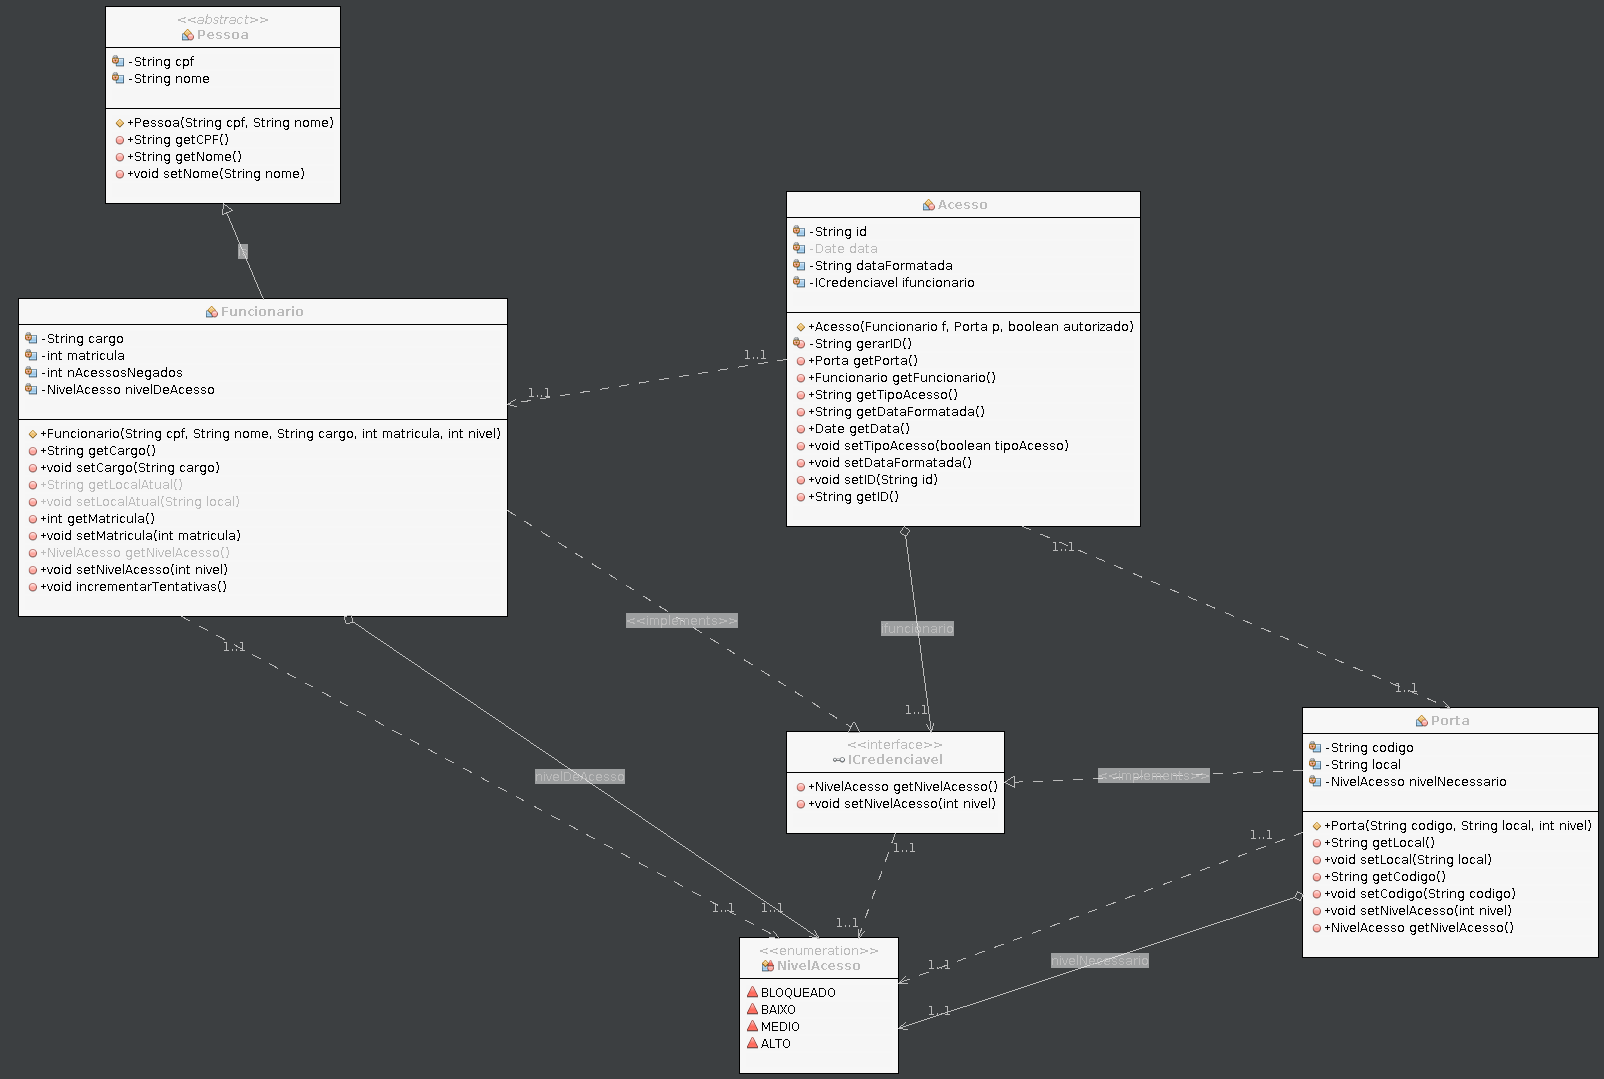 <<abstract>>
Pessoa
-String cpf
-String nome
+Pessoa(String cpf, String nome)
+String getCPF()
+String getNome()
+void setNome(String nome)
Acesso
-String id
-Date data
-String dataFormatada
-ICredenciavel ifuncionario
+Acesso(Funcionario f, Porta p, boolean autorizado)
-String gerarID()
+Porta getPorta()
+Funcionario getFuncionario()
+String getTipoAcesso()
+String getDataFormatada()
+Date getData()
+void setTipoAcesso(boolean tipoAcesso)
+void setDataFormatada()
+void setID(String id)
+String getID()
Funcionario
-String cargo
-int matricula
-int nAcessosNegados
-NivelAcesso nivelDeAcesso
+Funcionario(String cpf, String nome, String cargo, int matricula, int nivel)
+String getCargo()
+void setCargo(String cargo)
+String getLocalAtual()
+void setLocalAtual(String local)
+int getMatricula()
+void setMatricula(int matricula)
+NivelAcesso getNivelAcesso()
+void setNivelAcesso(int nivel)
+void incrementarTentativas()
1..1
1..1
1..1
<<implements>>
ifuncionario
1..1
1..1
1..1
<<interface>>
ICredenciavel
+NivelAcesso getNivelAcesso()
+void setNivelAcesso(int nivel)
<<implements>>
Porta
-String codigo
-String local
-NivelAcesso nivelNecessario
+Porta(String codigo, String local, int nivel)
+String getLocal()
+void setLocal(String local)
+String getCodigo()
+void setCodigo(String codigo)
+void setNivelAcesso(int nivel)
+NivelAcesso getNivelAcesso()
nivelDeAcesso
1..1
1..1
1..1
1..1
1..1
1..1
nivelNecessario
1..1
<<enumeration>>
NivelAcesso
BLOQUEADO
BAIXO
MEDIO
ALTO
1..1